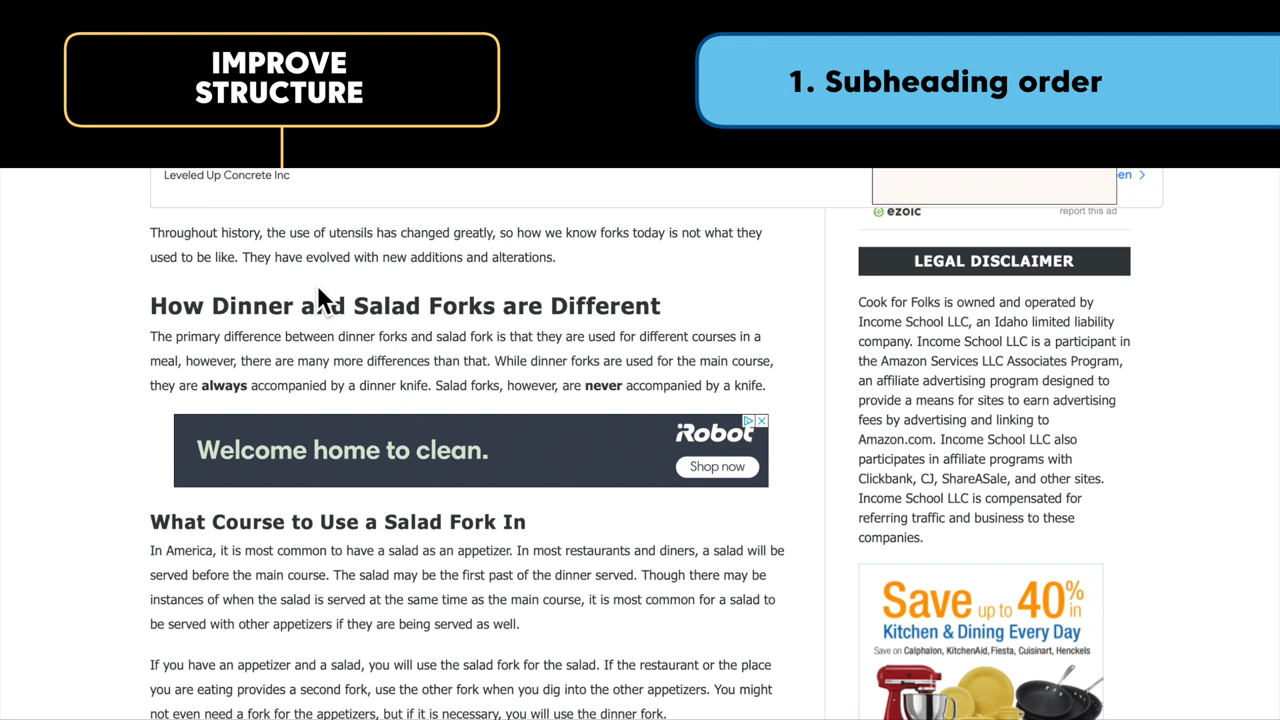 IMPROVE
STRUCTURE
1. Subheading order
Leveled Up Concrete Inc
en
ezoic
report this ad
Throughout history, the use of utensils has changed greatly, so how we know forks today is not what they
used to be like. They have evolved with new additions and alterations.
How Dinner and Salad Forks are Different
The primary difference between dinner forks and salad fork is that they are used for different courses in a
meal, however, there are many more differences than that. While dinner forks are used for the main course,
they are always accompanied by a dinner knife. Salad forks, however, are never accompanied by a knife.
Welcome home to clean.
iRobot
Shop now
What Course to Use a Salad Fork In
In America, it is most common to have a salad as an appetizer. In most restaurants and diners, a salad will be
served before the main course. The salad may be the first past of the dinner served. Though there may be
instances of when the salad is served at the same time as the main course, it is most common for a salad to
be served with other appetizers if they are being served as well.
If you have an appetizer and a salad, you will use the salad fork for the salad. If the restaurant or the place
you are eating provides a second fork, use the other fork when you dig into the other appetizers. You might
not even need a fork for the appetizers, but if it is necessary, you will use the dinner fork.
LEGAL DISCLAIMER
Cook for Folks is owned and operated by
Income School LLC, an Idaho limited liability
company. Income School LLC is a participant in
the Amazon Services LLC Associates Program,
an affiliate advertising program designed to
provide a means for sites to earn advertising
fees by advertising and linking to
Amazon.com. Income School LLC also
participates in affiliate programs with
Clickbank, CJ, ShareASale, and other sites.
Income School LLC is compensated for
referring traffic and business to these
companies.
Save up to 40% in
Kitchen & Dining Every Day
Save on Calphalon, KitchenAid, Fiesta, Cuisinart, Henckels